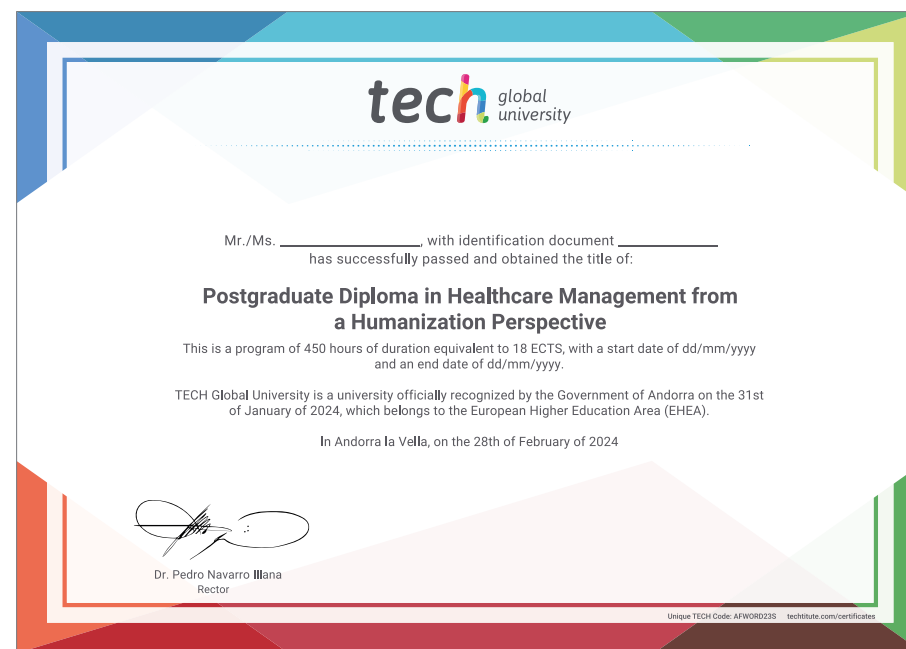 tech global
university
Mr./Ms. ____________________, with identification document ______________
has successfully passed and obtained the title of:
Postgraduate Diploma in Healthcare Management from
a Humanization Perspective
This is a program of 450 hours of duration equivalent to 18 ECTS, with a start date of dd/mm/yyyy
and an end date of dd/mm/yyyy.
TECH Global University is a university officially recognized by the Government of Andorra on the 31st
of January of 2024, which belongs to the European Higher Education Area (EHEA).
In Andorra la Vella, on the 28th of February of 2024
Dr. Pedro Navarro Illana
Rector
Unique TECH Code: AFWORD23S techtitute.com/certificates